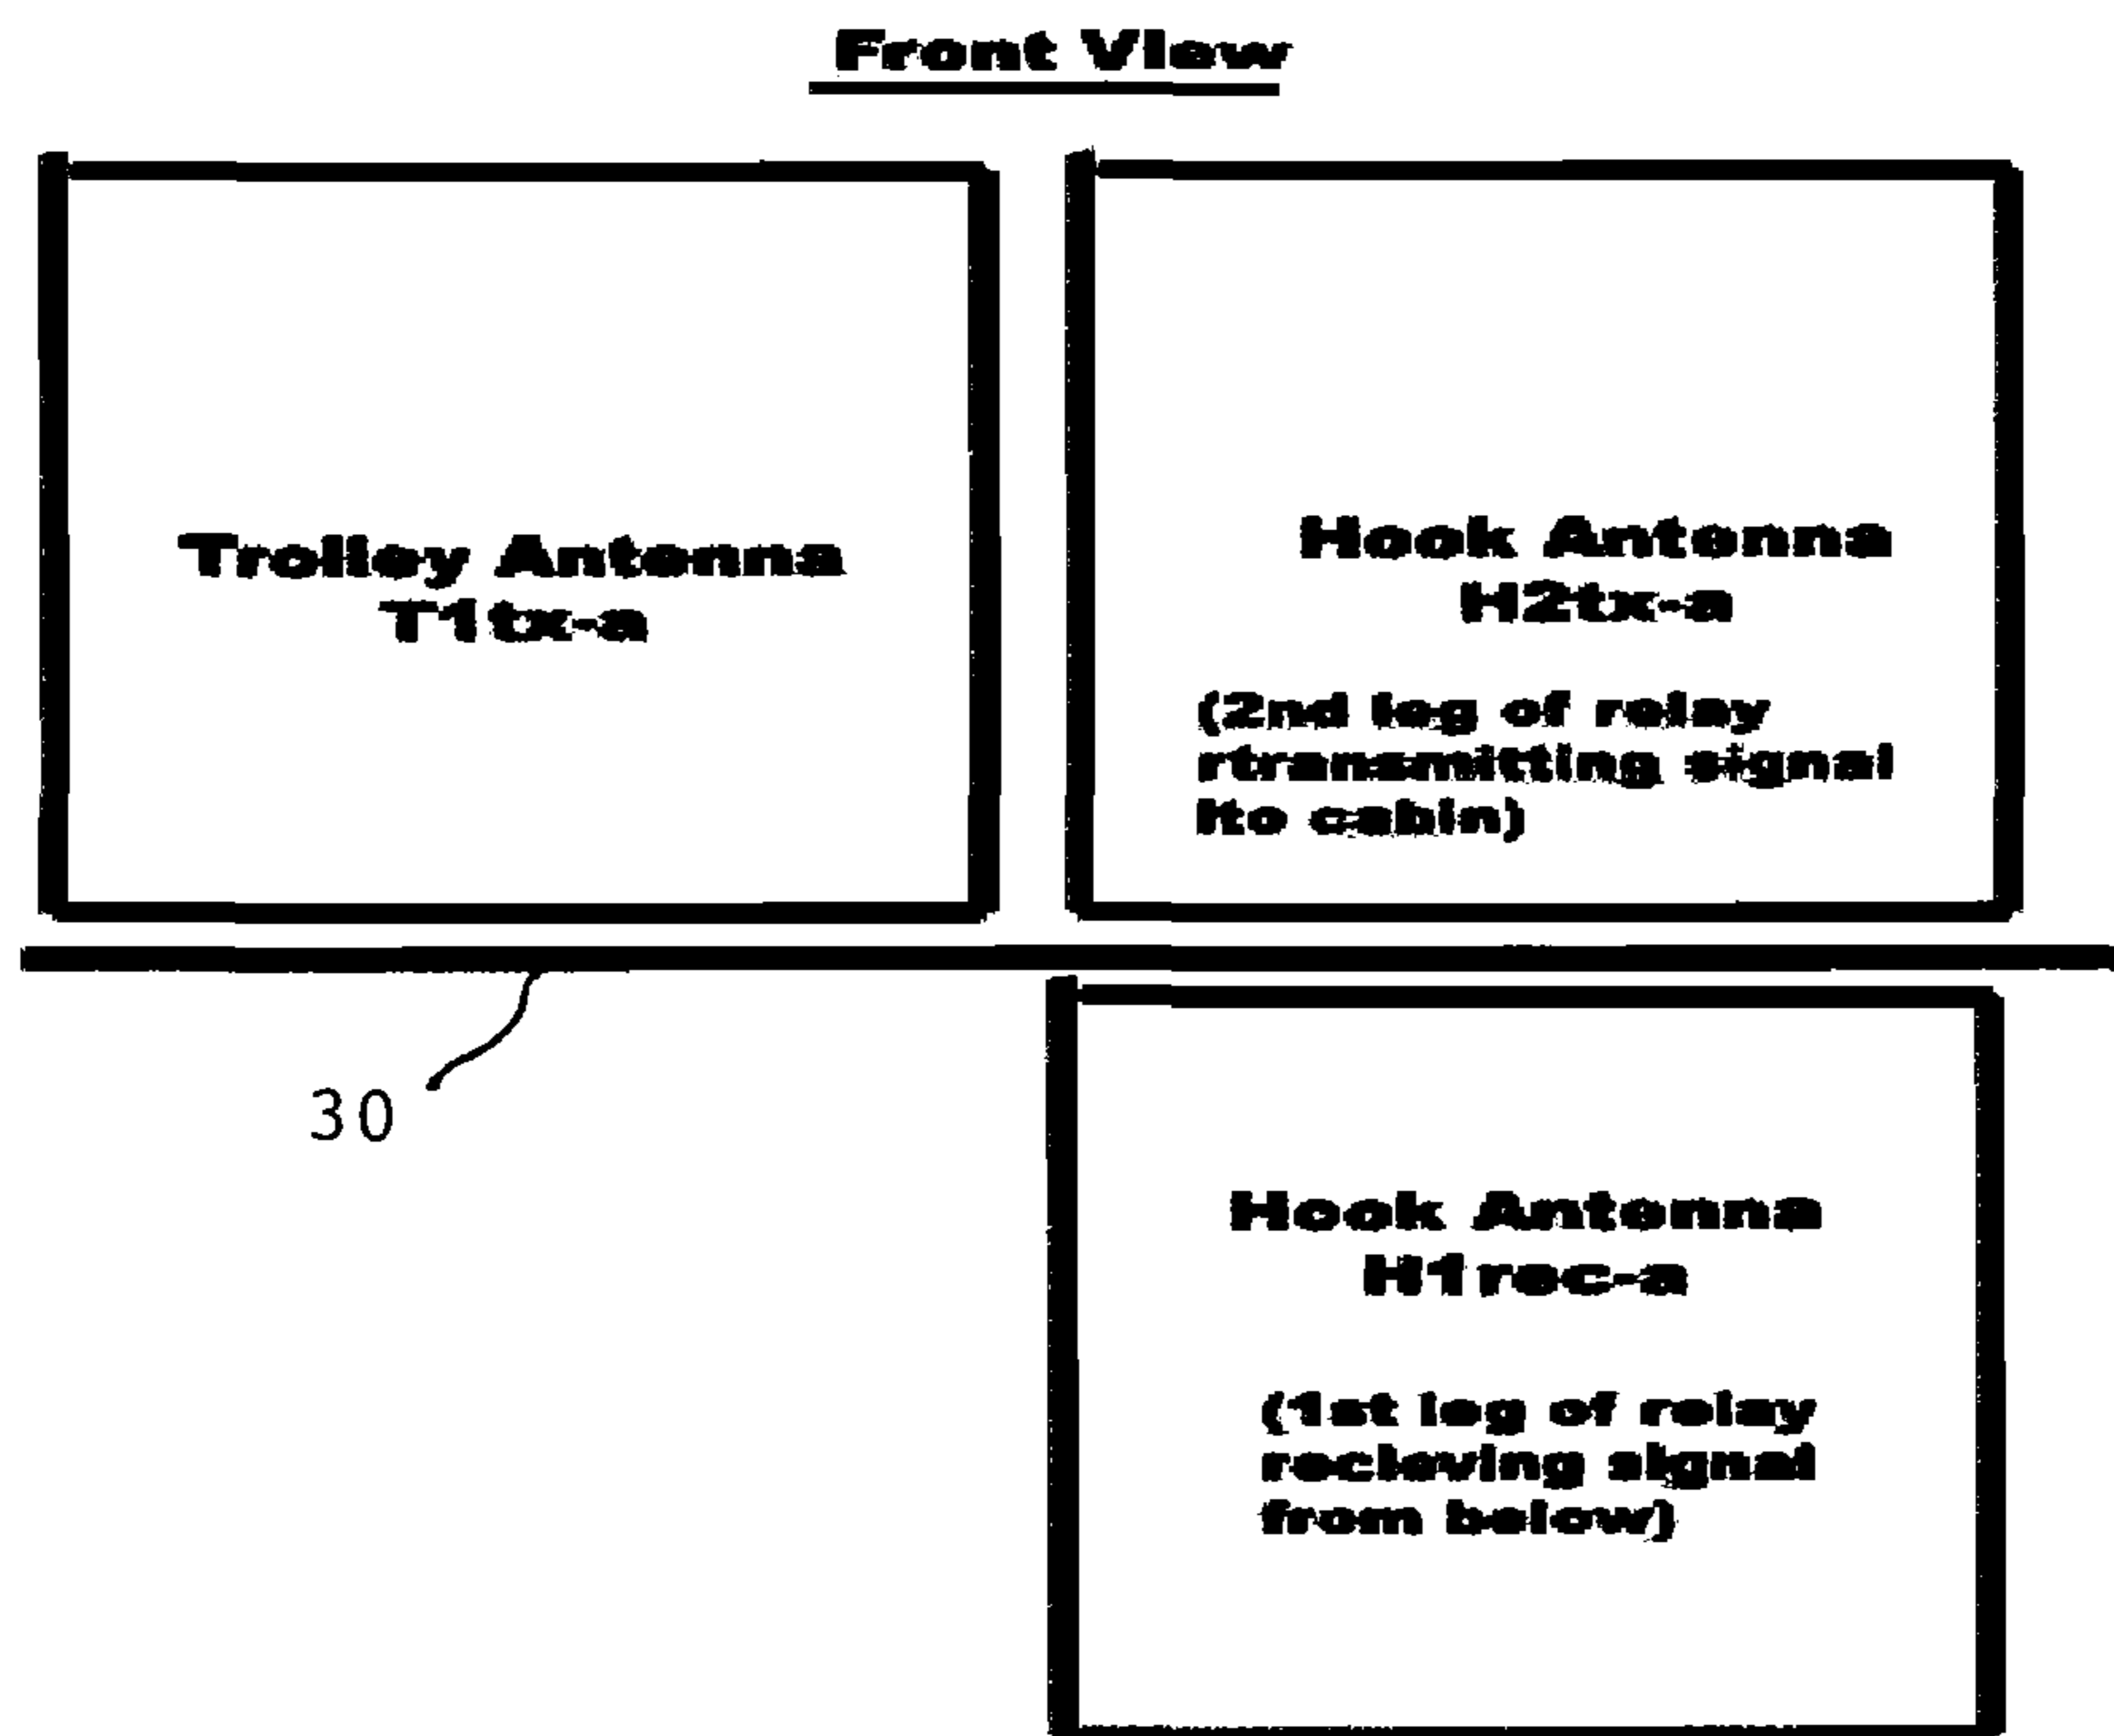 Front View
Trolley Antenna
T1tx-a
Hook Antenna
H2tx-a
(2nd leg of relay
rtransmitting signal
lto cabin)
30
Hook Antenna
H1rec-a
(1st leg of relay
recieving signal
from below)